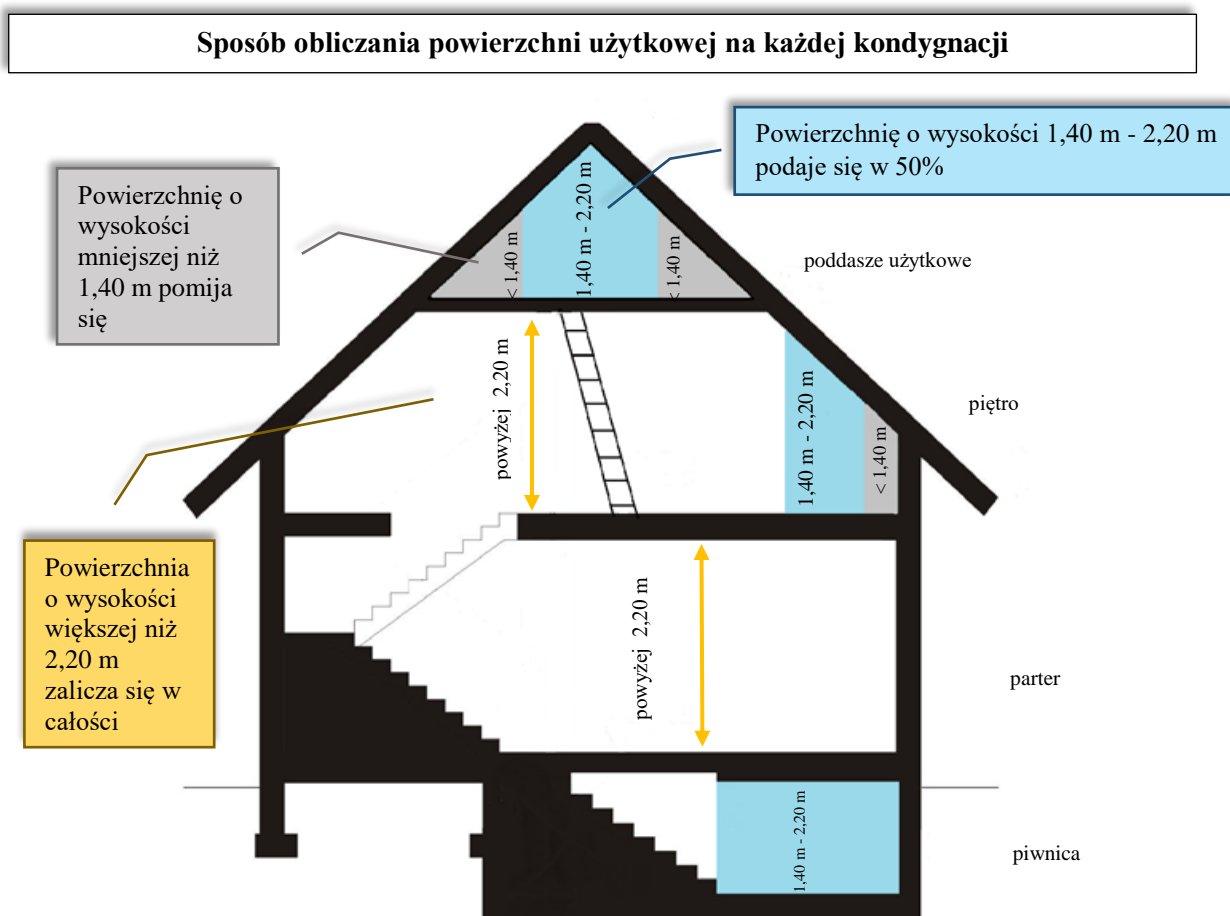 Sposób obliczania powierzchni użytkowej na każdej kondygnacji
Powierzchnię o wysokości 1,40 m - 2,20 m
podaje się w 50%
Powierzchnię o
wysokości
mniejszej niż
1,40 m pomija
się
< 1,40 m
1,40 m - 2,20 m
< 1,40 m
poddasze użytkowe
powyżej 2,20 m
1,40 m - 2,20 m
< 1,40 m
piętro
Powierzchnia
o wysokości
większej niż
2,20 m
zalicza się w
całości
powyżej 2,20 m
parter
1,40 m - 2,20 m
piwnica